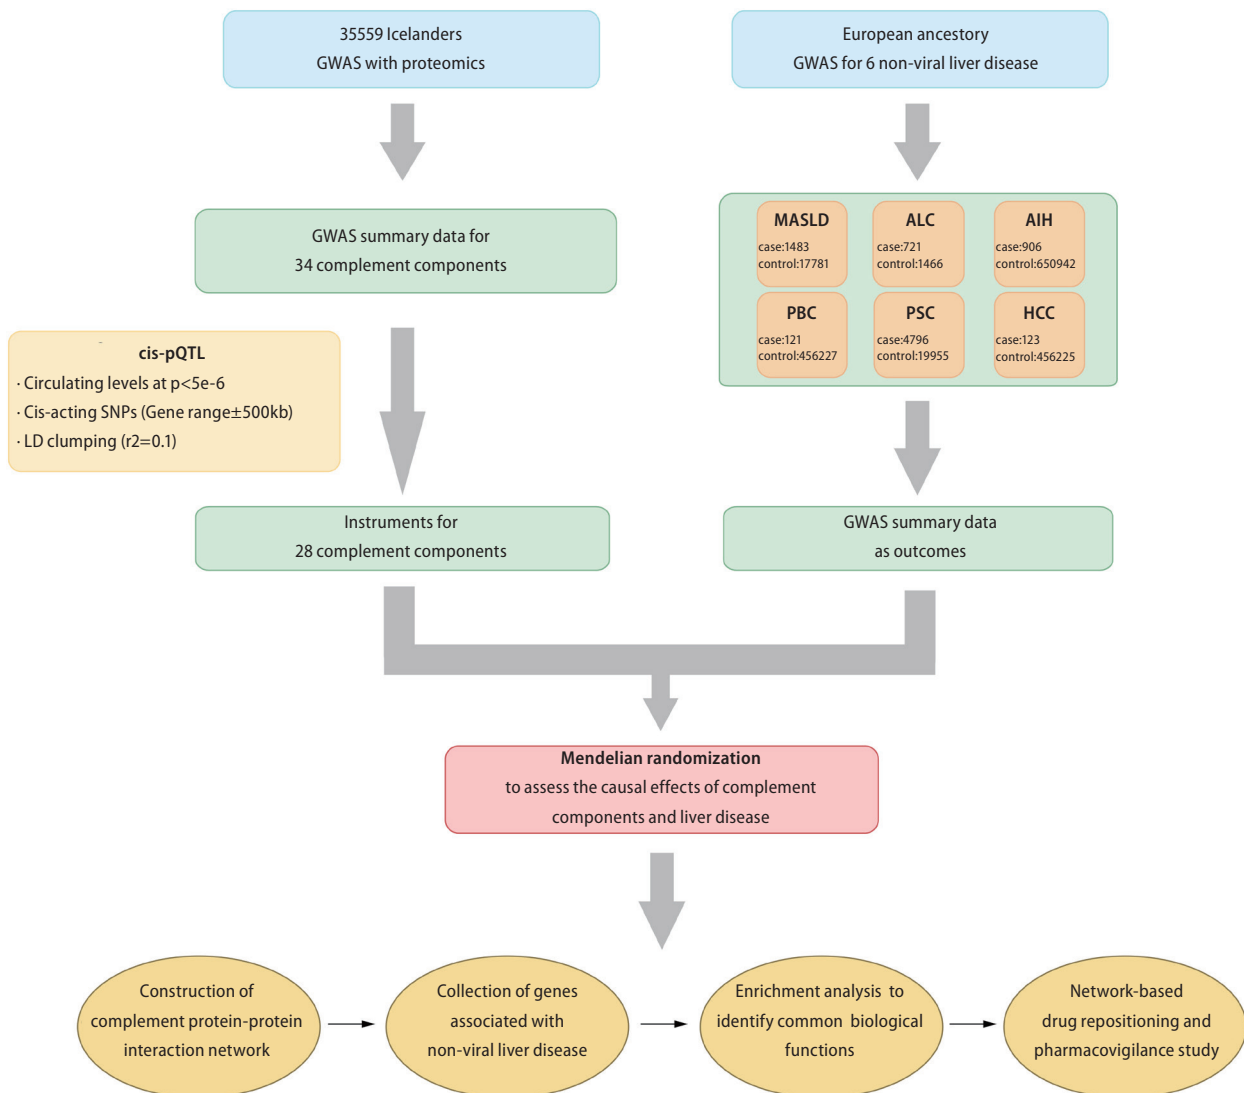 35559 Icelanders
GWAS with proteomics
European ancestory
GWAS for 6 non-viral liver disease
GWAS summary data for
34 complement components
MASLD
case:1483
control:17781
ALC
case:721
control:1466
AIH
case:906
control:650942
PBC
case:121
control:456227
PSC
case:4796
control:19955
HCC
case:123
control:456225
cis-pQTL
· Circulating levels at p<5e-6
· Cis-acting SNPs (Gene range±500kb)
· LD clumping (r2=0.1)
Instruments for
28 complement components
GWAS summary data
as outcomes
Mendelian randomization
to assess the causal effects of complement
components and liver disease
Construction of
complement protein-protein
interaction network
Collection of genes
associated with
non-viral liver disease
Enrichment analysis to
identify common biological
functions
Network-based
drug repositioning and
pharmacovigilance study